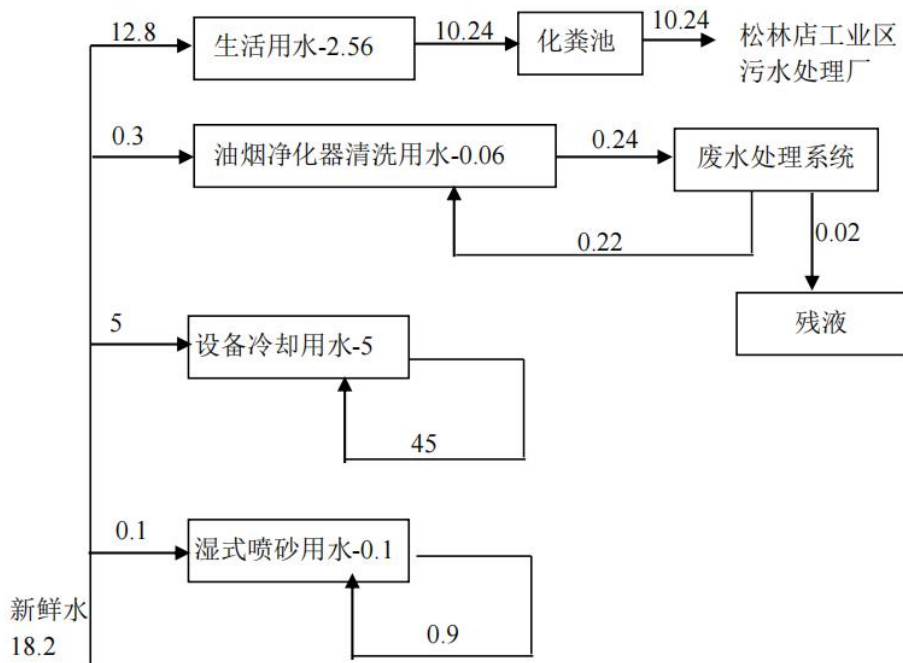 12.8
生活用水-2.56
10.24
化粪池
10.24
松林店工业区
污水处理厂
0.3
油烟净化器清洗用水-0.06
0.24
废水处理系统
0.22
0.02
残液
5
设备冷却用水-5
45
0.1
湿式喷砂用水-0.1
0.9
新鲜水
18.2